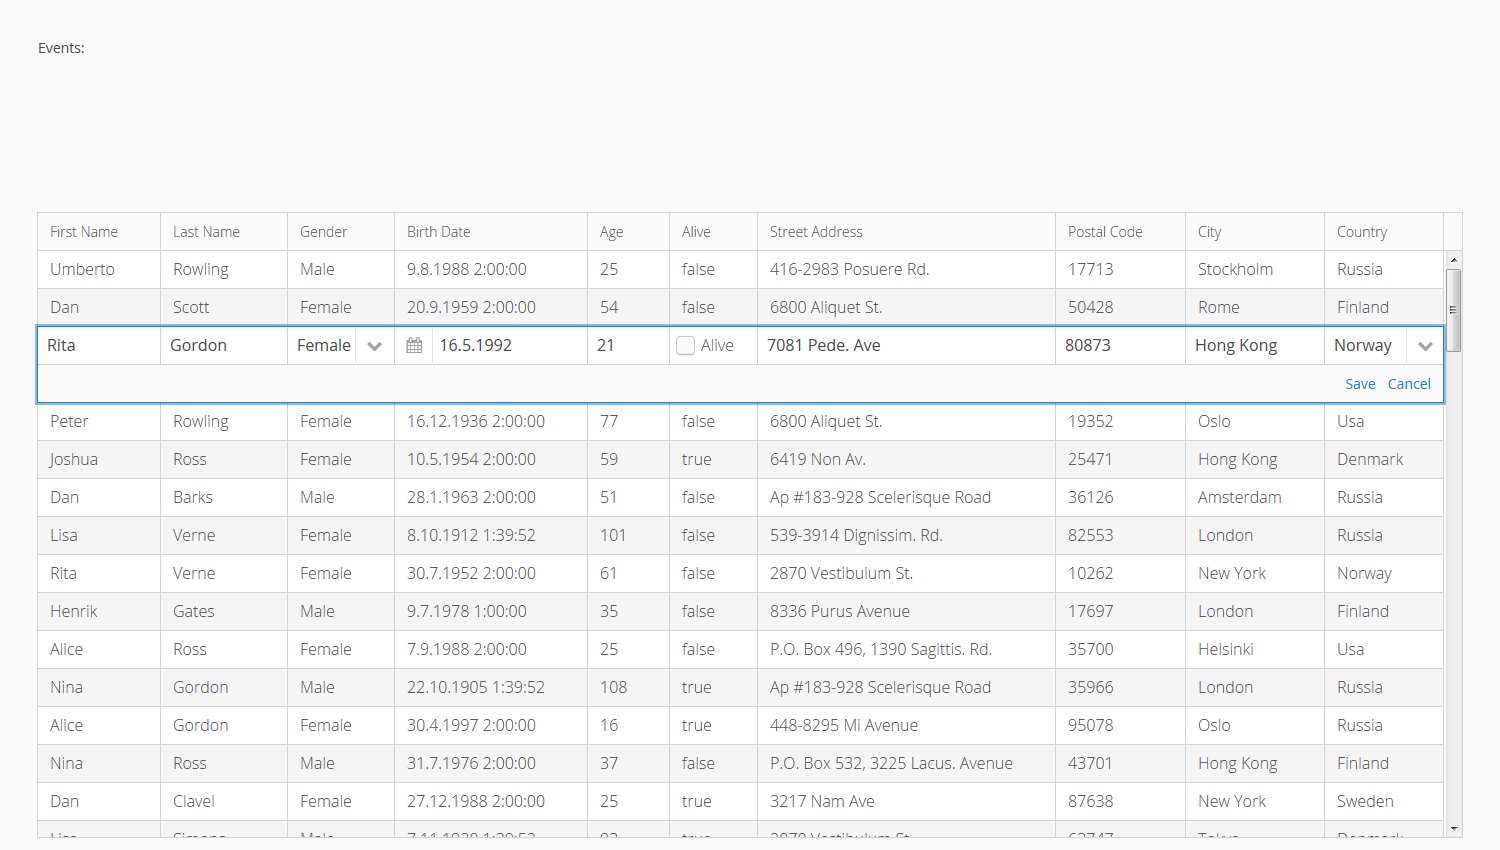 Events:
First Name Last Name Gender Birth Date Age Alive Street Address Postal Code City Country
Umberto Rowling Male 9.8.1988 2:00:00 25 false 416-2983 Posuere Rd. 17713 Stockholm Russia
Dan Scott Female 20.9.1959 2:00:00 54 false 6800 Aliquet St. 50428 Rome Finland
Rita Gordon Female 16.5.1992 21 Alive 7081 Pede. Ave 80873 Hong Kong Norway
Save Cancel
Peter Rowling Female 16.12.1936 2:00:00 77 false 6800 Aliquet St. 19352 Oslo Usa
Joshua Ross Female 10.5.1954 2:00:00 59 true 6419 Non Av. 25471 Hong Kong Denmark
Dan Barks Male 28.1.1963 2:00:00 51 false Ap #183-928 Scelerisque Road 36126 Amsterdam Russia
Lisa Verne Female 8.10.1912 1:39:52 101 false 539-3914 Dignissim. Rd. 82553 London Russia
Rita Verne Female 30.7.1952 2:00:00 61 false 2870 Vestibulum St. 10262 New York Norway
Henrik Gates Male 9.7.1978 1:00:00 35 false 8336 Purus Avenue 17697 London Finland
Alice Ross Female 7.9.1988 2:00:00 25 false P.O. Box 496, 1390 Sagittis. Rd. 35700 Helsinki Usa
Nina Gordon Male 22.10.1905 1:39:52 108 true Ap #183-928 Scelerisque Road 35966 London Russia
Alice Gordon Female 30.4.1997 2:00:00 16 true 448-8295 Mi Avenue 95078 Oslo Russia
Nina Ross Male 31.7.1976 2:00:00 37 false P.O. Box 532, 3225 Lacus. Avenue 43701 Hong Kong Finland
Dan Clavel Female 27.12.1988 2:00:00 25 true 3217 Nam Ave 87638 New York Sweden